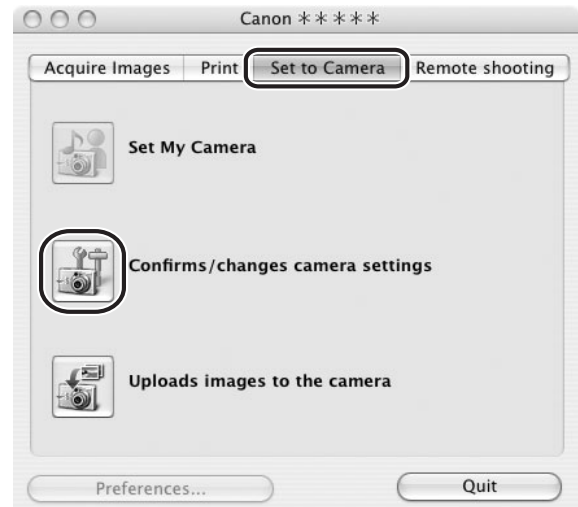 Canon ＊＊＊＊＊
Acquire Images Print Set to Camera Remote shooting
Set My Camera
Confirms/changes camera settings
Uploads images to the camera
Preferences... Quit